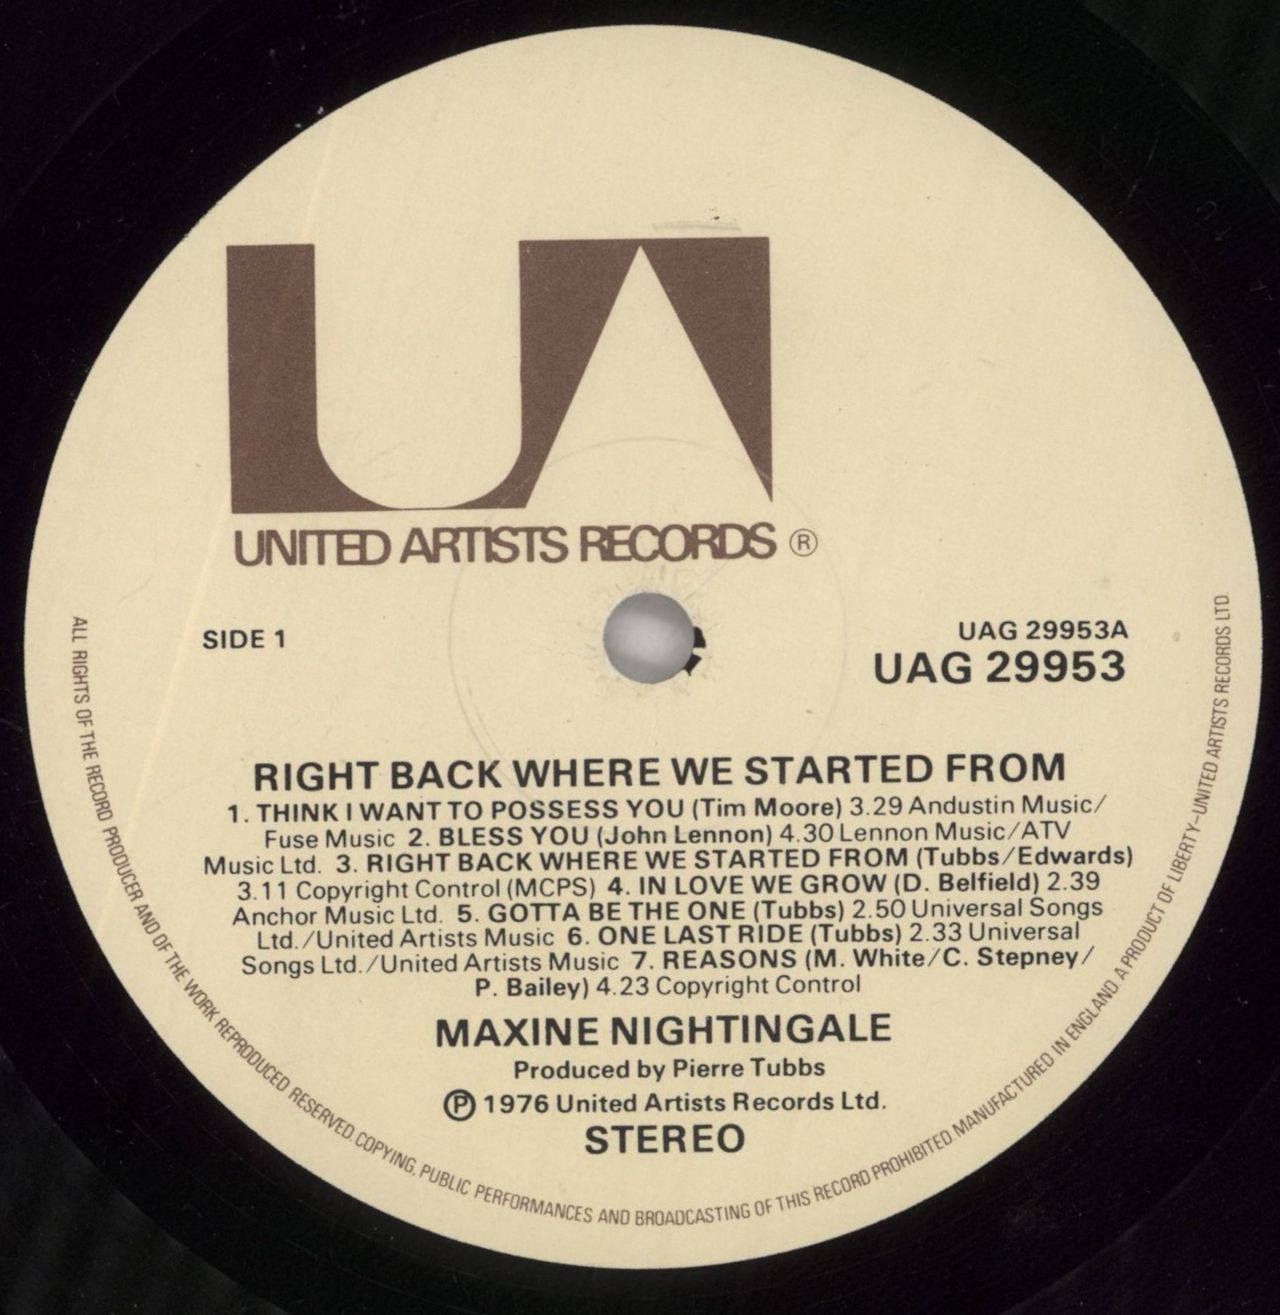 UA
UNITED ARTISTS RECORDS ®
SIDE 1
UAG 29953A
UAG 29953
RIGHT BACK WHERE WE STARTED FROM
1. THINK I WANT TO POSSESS YOU (Tim Moore) 3.29 Andustin Music/
Fuse Music 2. BLESS YOU (John Lennon) 4.30 Lennon Music/ATV
Music Ltd. 3. RIGHT BACK WHERE WE STARTED FROM (Tubbs/Edwards)
3.11 Copyright Control (MCPS) 4. IN LOVE WE GROW (D. Belfield) 2.39
Anchor Music Ltd. 5. GOTTA BE THE ONE (Tubbs) 2.50 Universal Songs
Ltd./United Artists Music 6. ONE LAST RIDE (Tubbs) 2.33 Universal
Songs Ltd./United Artists Music 7. REASONS (M. White/C. Stepney/
P. Bailey) 4.23 Copyright Control
MAXINE NIGHTINGALE
Produced by Pierre Tubbs
Ⓟ 1976 United Artists Records Ltd.
STEREO
ALL RIGHTS OF THE RECORD PRODUCER AND OF THE WORK REPRODUCED RESERVED. COPYING, PUBLIC PERFORMANCES AND BROADCASTING OF THIS RECORD PROHIBITED. MANUFACTURED IN ENGLAND. A PRODUCT OF LIBERTY-UNITED ARTISTS RECORDS LTD.